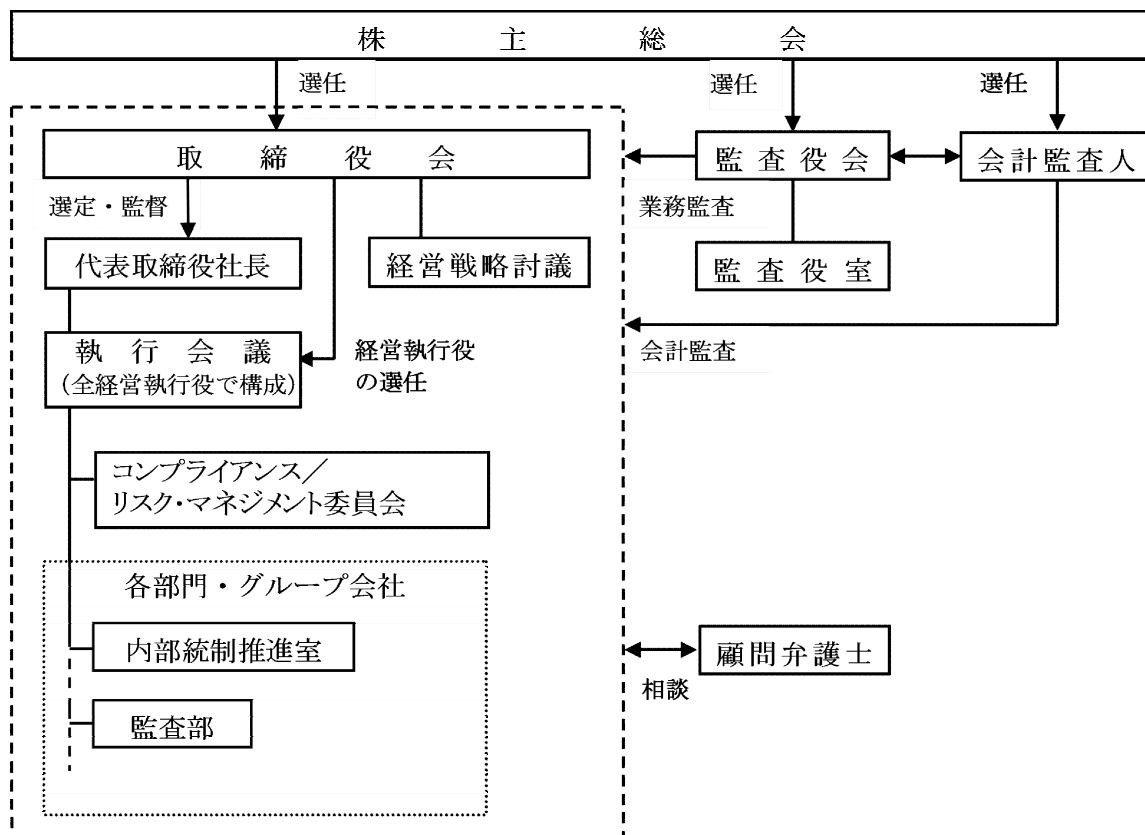 株主総会
選任
選任
選任
取締役会
監査役会
会計監査人
選定・監督
業務監査
代表取締役社長
経営戦略討議
監査役室
執行会議
(全経営執行役で構成)
経営執行役
の選任
会計監査
コンプライアンス/
リスク・マネジメント委員会
各部門・グループ会社
内部統制推進室
顧問弁護士
相談
監査部